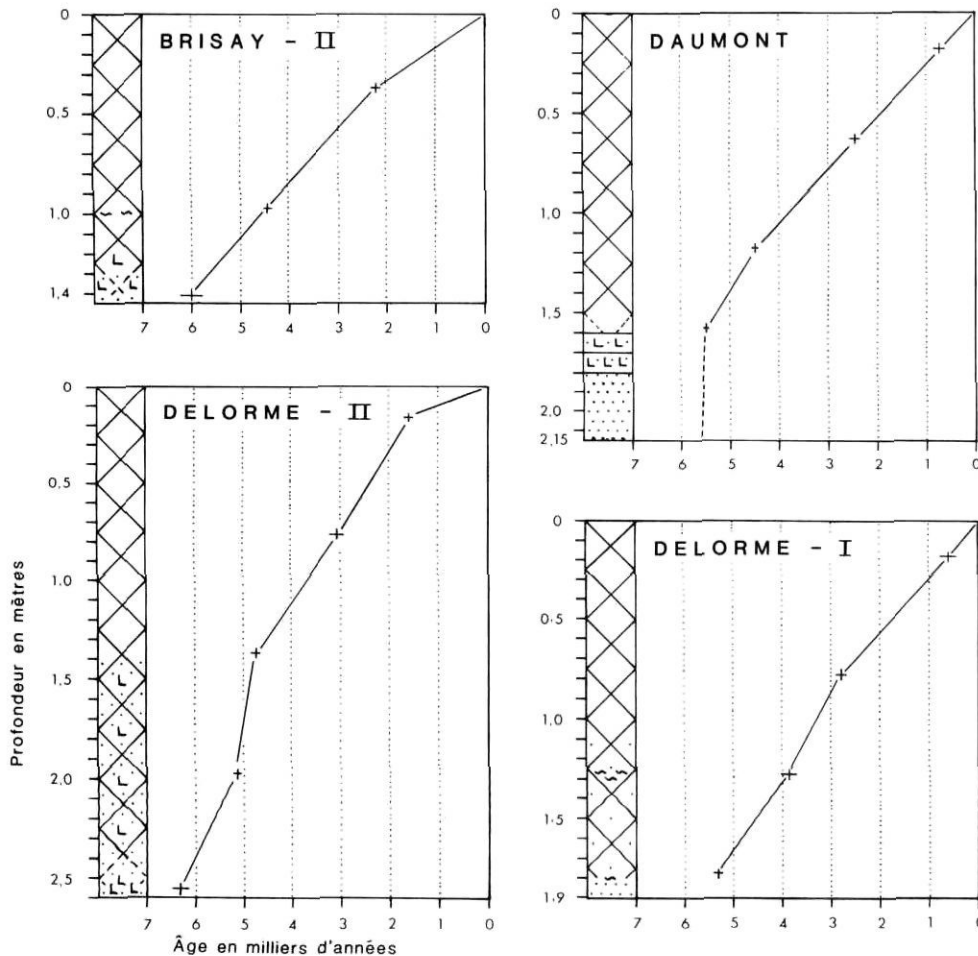 BRISAY - II
0
0.5
1.0
1.4
7 6 5 4 3 2 1 0
DAUMONT
0
0.5
1,0
1,5
2.0
2,15
7 6 5 4 3 2 1 0
DELORME - II
0
0.5
1.0
1.5
2.0
2,5
7 6 5 4 3 2 1 0
DELORME - I
0
0.5
1.0
1.5
1.9
7 6 5 4 3 2 1 0
Profondeur en mètres
Âge en milliers d'années